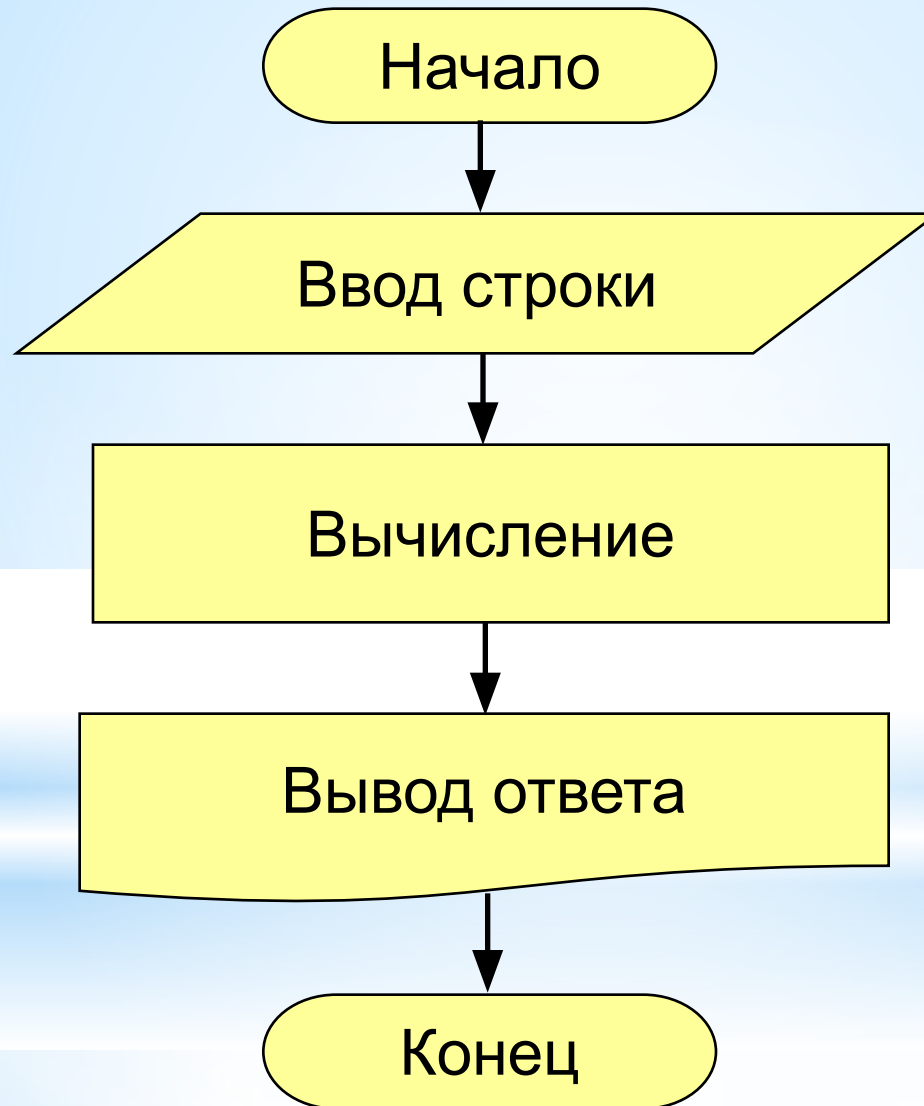 Начало
Ввод строки
Вычисление
Вывод ответа
Конец